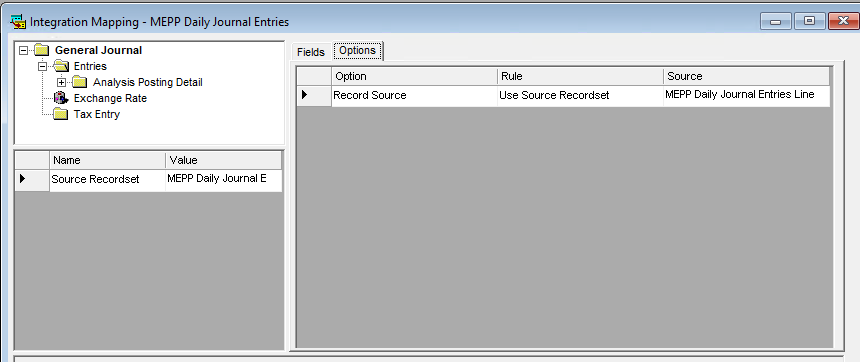 Integration Mapping - MEPP Daily Journal Entries
General Journal
Entries
Analysis Posting Detail
Exchange Rate
Tax Entry
Name Value
Source Recordset MEPP Daily Journal E
Fields Options
Option Rule Source
Record Source Use Source Recordset MEPP Daily Journal Entries Line